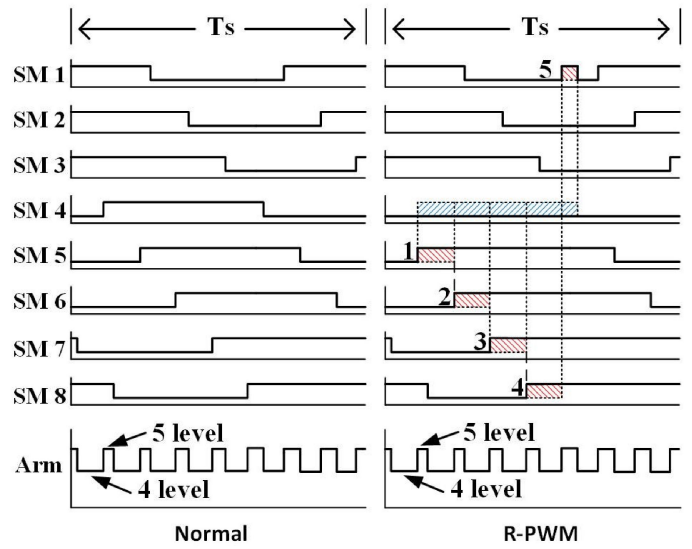 Ts Ts
SM 1 5
SM 2
SM 3
SM 4
SM 5 1
SM 6 2
SM 7 3
SM 8 4
5 level 5 level
Arm
4 level 4 level
Normal R-PWM